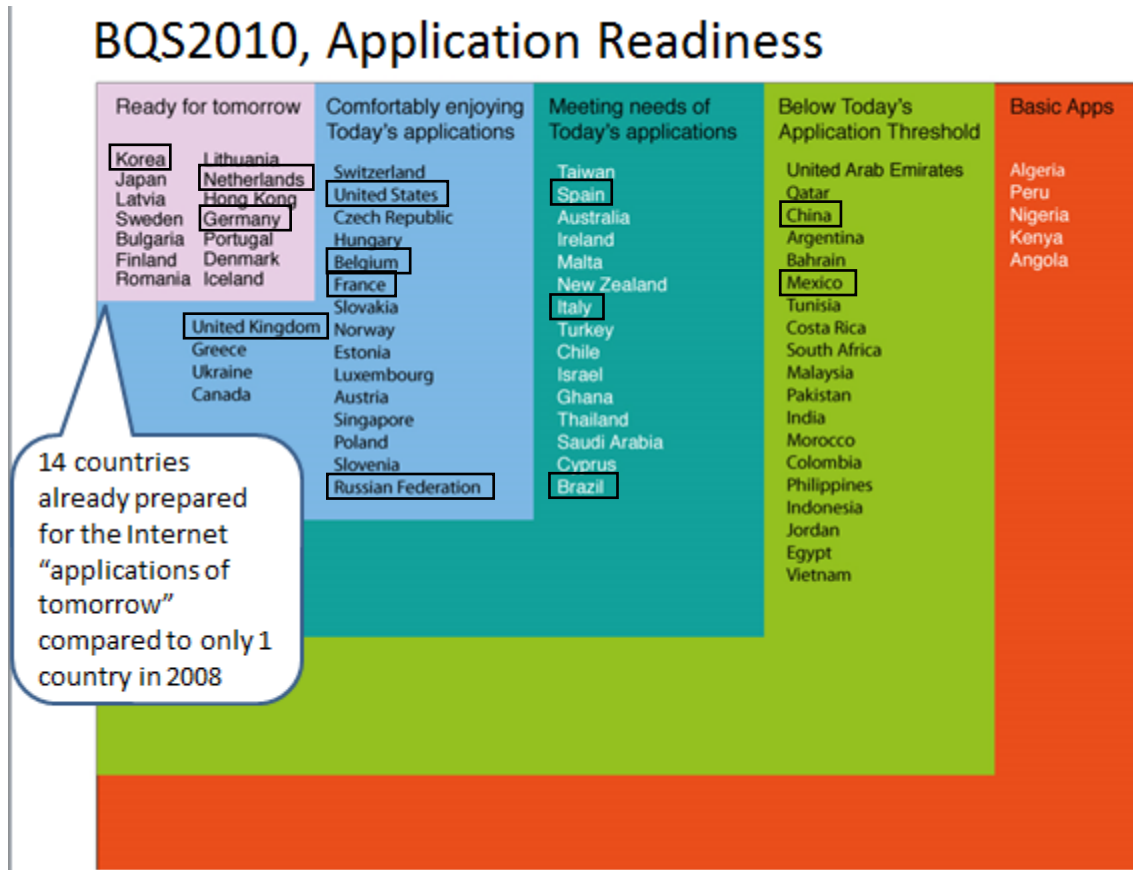 BQS2010, Application Readiness
Ready for tomorrow
Korea
Japan
Latvia
Sweden
Bulgaria
Finland
Romania
Lithuania
Netherlands
Hong Kong
Germany
Portugal
Denmark
Iceland
Comfortably enjoying
Today's applications
Switzerland
United States
Czech Republic
Hungary
Belgium
France
Slovakia
Norway
Estonia
Luxembourg
Austria
Singapore
Poland
Slovenia
Russian Federation
United Kingdom
Greece
Ukraine
Canada
Meeting needs of
Today's applications
Taiwan
Spain
Australia
Ireland
Malta
New Zealand
Italy
Turkey
Chile
Israel
Ghana
Thailand
Saudi Arabia
Cyprus
Brazil
Below Today's
Application Threshold
United Arab Emirates
Qatar
China
Argentina
Bahrain
Mexico
Tunisia
Costa Rica
South Africa
Malaysia
Pakistan
India
Morocco
Colombia
Philippines
Indonesia
Jordan
Egypt
Vietnam
Basic Apps
Algeria
Peru
Nigeria
Kenya
Angola
14 countries
already prepared
for the Internet
“applications of
tomorrow”
compared to only 1
country in 2008